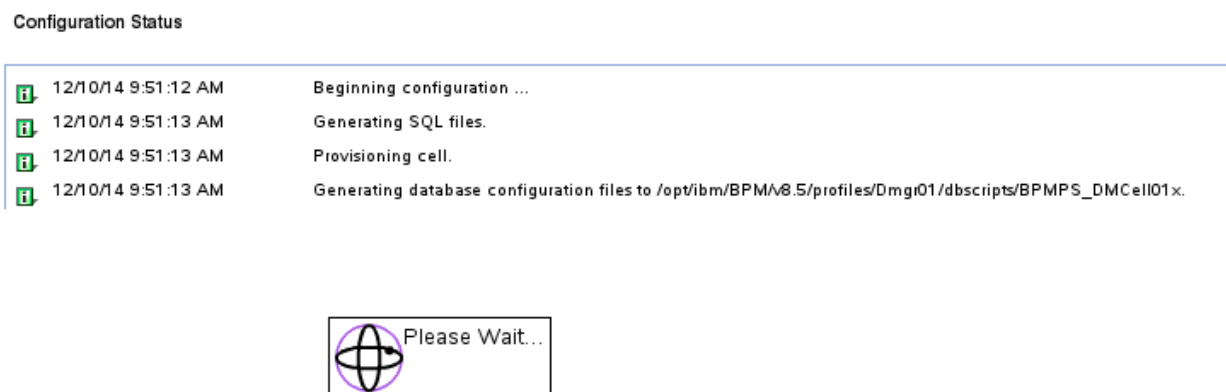 Configuration Status
12/10/14 9:51:12 AM Beginning configuration ...
12/10/14 9:51:13 AM Generating SQL files.
12/10/14 9:51:13 AM Provisioning cell.
12/10/14 9:51:13 AM Generating database configuration files to /opt/ibm/BPM/v8.5/profiles/Dmgr01/dbscripts/BPMPS_DMCell01x.
Please Wait...